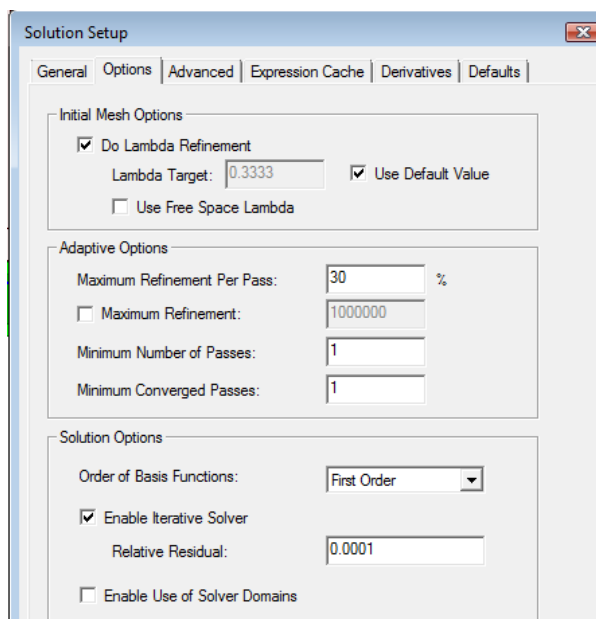 Solution Setup
General Options Advanced Expression Cache Derivatives Defaults
Initial Mesh Options
Do Lambda Refinement
Lambda Target: 0.3333 Use Default Value
Use Free Space Lambda
Adaptive Options
Maximum Refinement Per Pass: 30 %
Maximum Refinement: 1000000
Minimum Number of Passes: 1
Minimum Converged Passes: 1
Solution Options
Order of Basis Functions: First Order
Enable Iterative Solver
Relative Residual: 0.0001
Enable Use of Solver Domains